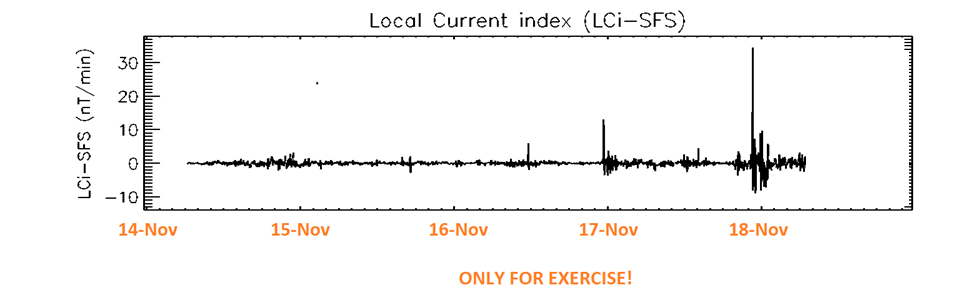 Local Current index (LCi-SFS)
LCi-SFS (nT/min)
30
20
10
0
-10
14-Nov 15-Nov 16-Nov 17-Nov 18-Nov
ONLY FOR EXERCISE!